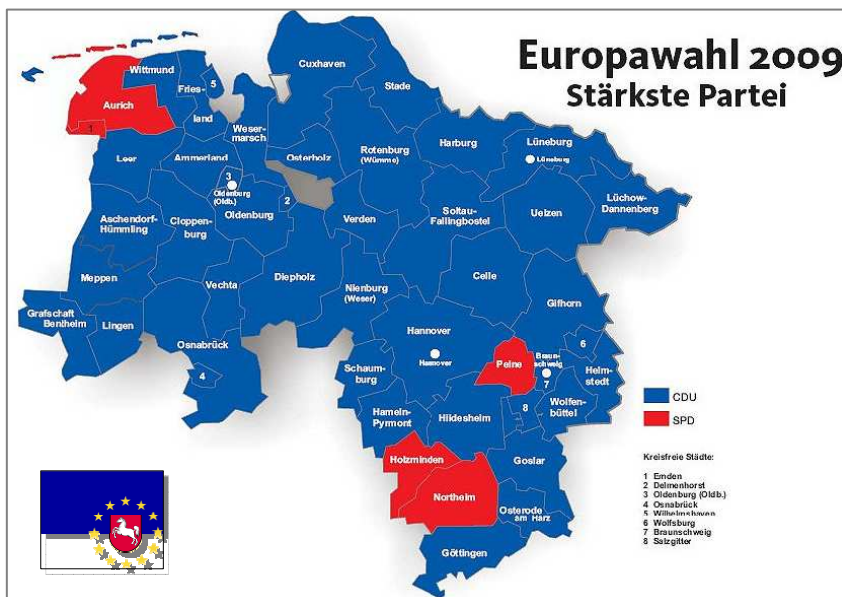 Europawahl 2009
Stärkste Partei
Cuxhaven
Wittmund
Stade
Fries-
land
5
Aurich
1
Weser-
marsch
Rotenburg
(Wümme)
Harburg
Lüneburg
Lüneburg
Leer
Ammerland
Osterholz
3
Oldenburg
(Oldb.)
Oldenburg
2
Lüchow-
Dannenberg
Aschendorf-
Hümmling
Cloppen-
burg
Verden
Soltau-
Fallingbostel
Uelzen
Meppen
Vechta
Diepholz
Nienburg
(Weser)
Celle
Gifhorn
Grafschaft
Bentheim
Lingen
Osnabrück
4
Hannover
Hannover
Peine
Braun-
schweig
7
6
Helm-
stedt
Schaum-
burg
Hameln-
Pyrmont
Hildesheim
8
Wolfen-
büttel
Holzminden
Northeim
Goslar
Osterode
am Harz
Göttingen
CDU
SPD
Kreisfreie Städte:
1 Emden
2 Delmenhorst
3 Oldenburg (Oldb.)
4 Osnabrück
5 Wilhelmshaven
6 Wolfsburg
7 Braunschweig
8 Salzgitter